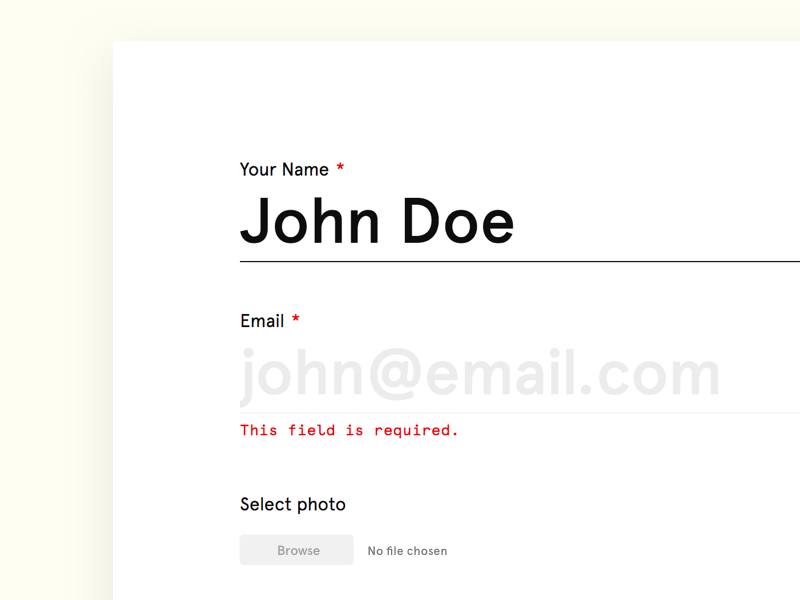 Your Name *
John Doe
Email *
john@email.com
This field is required.
Select photo
Browse No file chosen